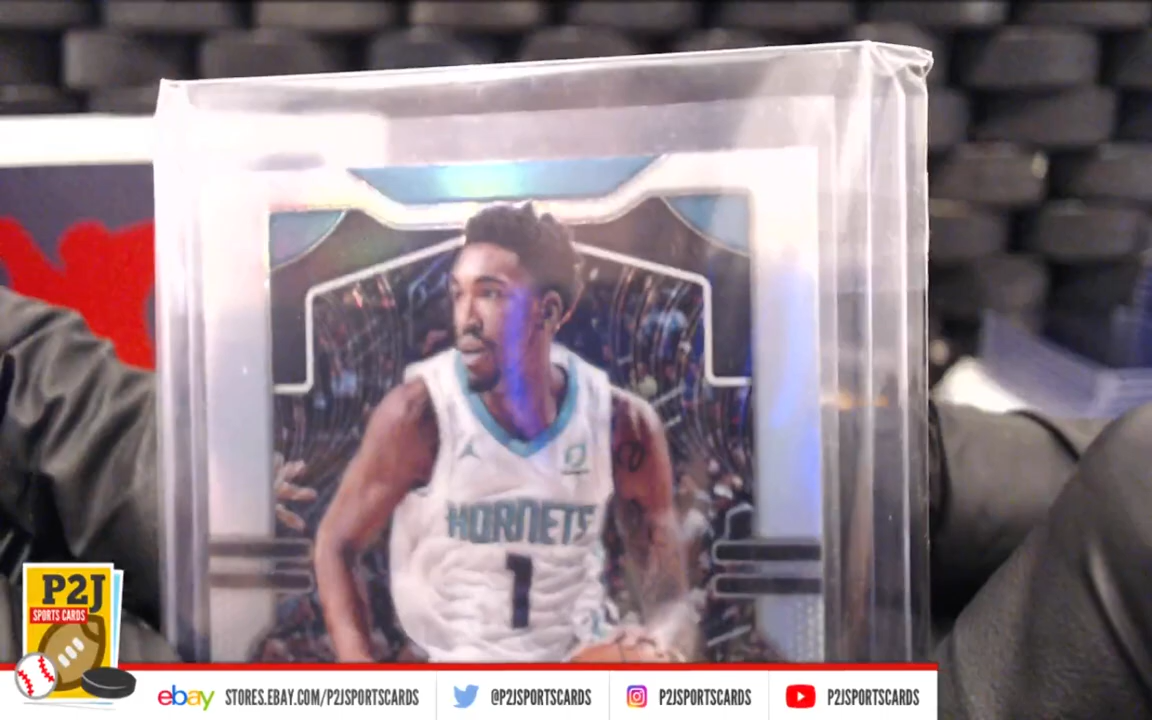 HORNETS
1
P2J
SPORTS CARDS
ebay STORES.EBAY.COM/P2JSPORTSCARDS @P2JSPORTSCARDS P2JSPORTSCARDS P2JSPORTSCARDS